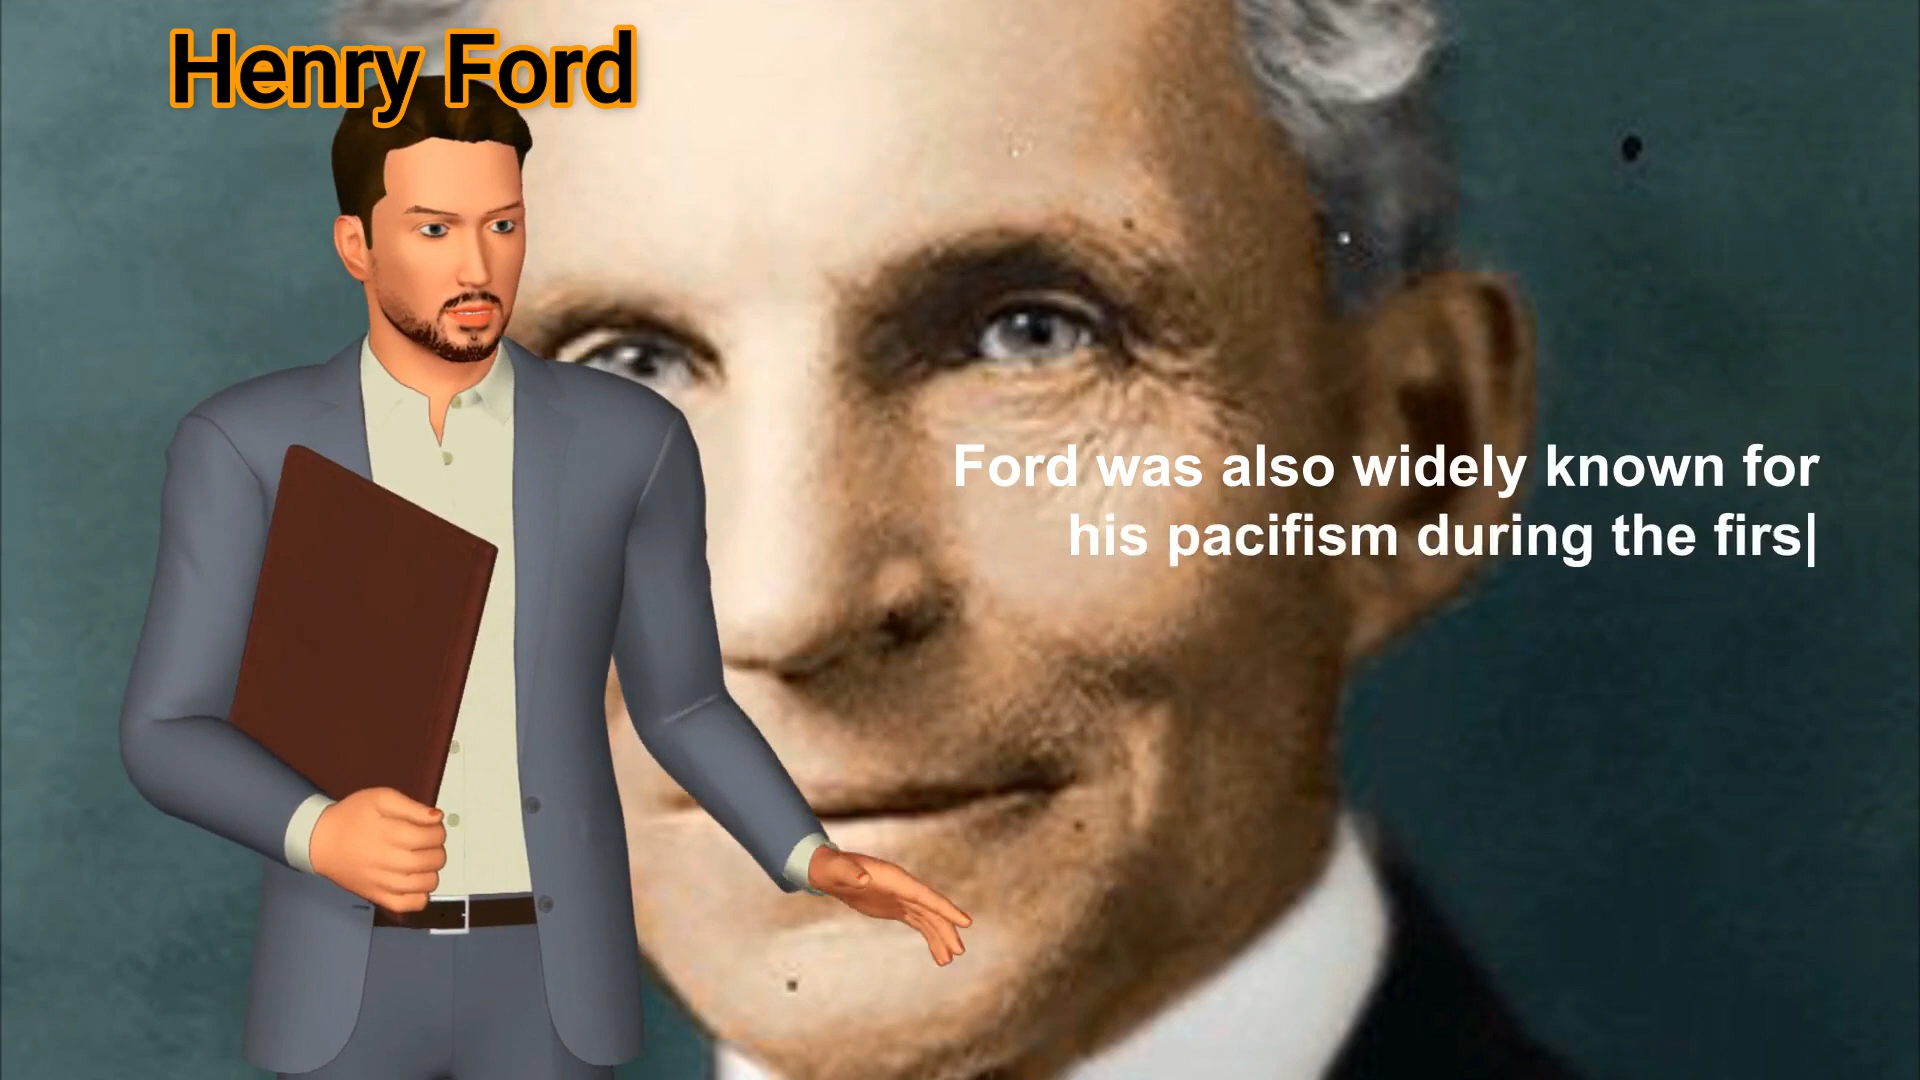 Henry Ford
Ford was also widely known for
his pacifism during the firs|